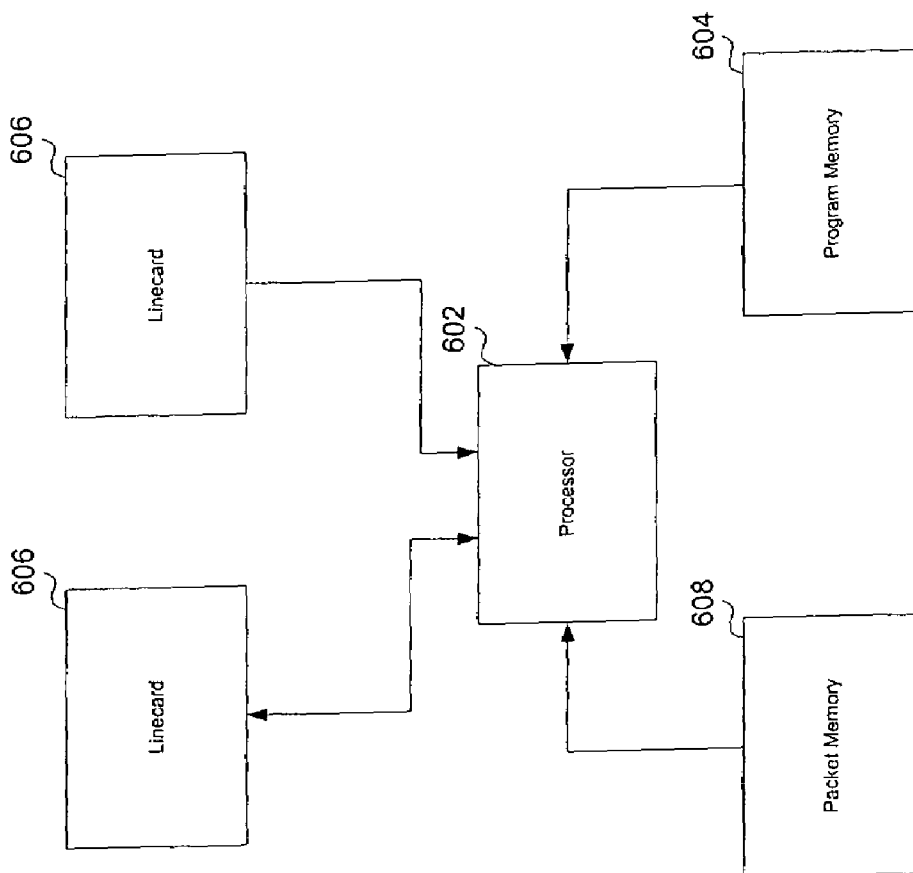 606
Linecard
606
Linecard
602
Processor
608
Packet Memory
604
Program Memory